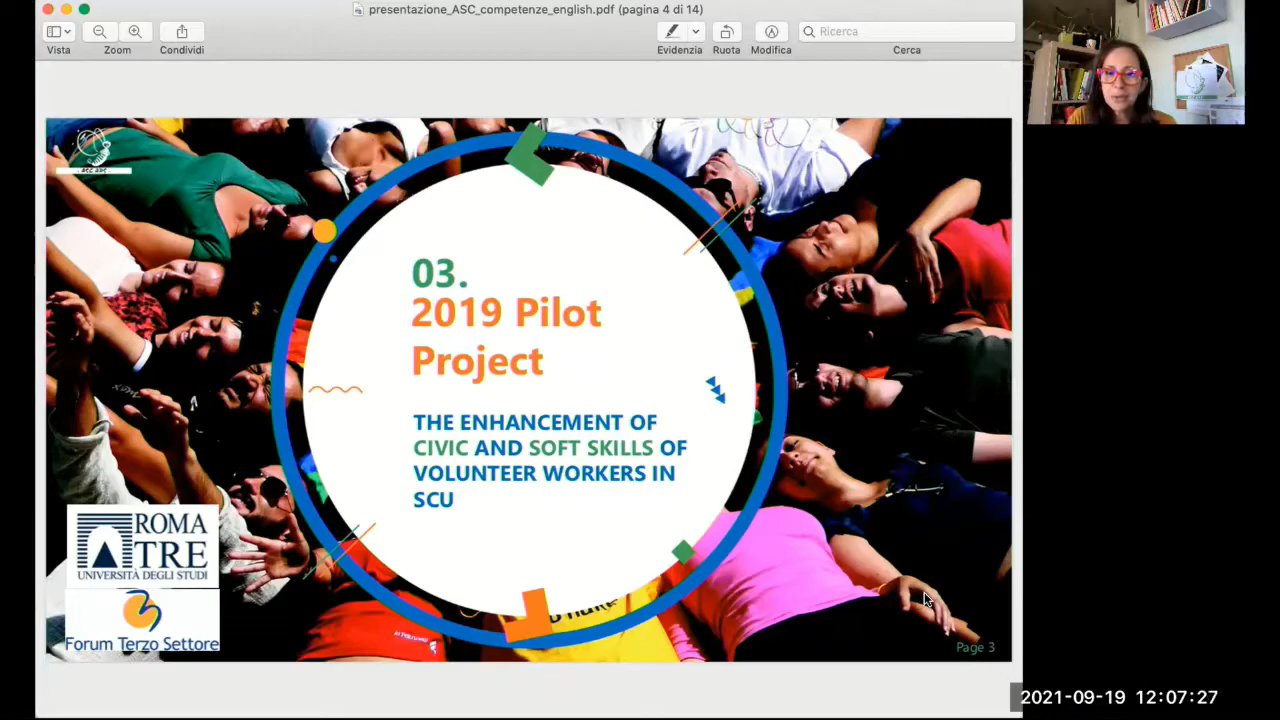 presentazione_ASC_competenze_english.pdf (pagina 4 di 14)
Vista
Zoom
Condividi
Evidenzia
Ruota
Modifica
Ricerca
Cerca
03.
2019 Pilot
Project
THE ENHANCEMENT OF
CIVIC AND SOFT SKILLS OF
VOLUNTEER WORKERS IN
SCU
ROMA
TRE
UNIVERSITÀ DEGLI STUDI
Forum Terzo Settore
Page 3
2021-09-19 12:07:27